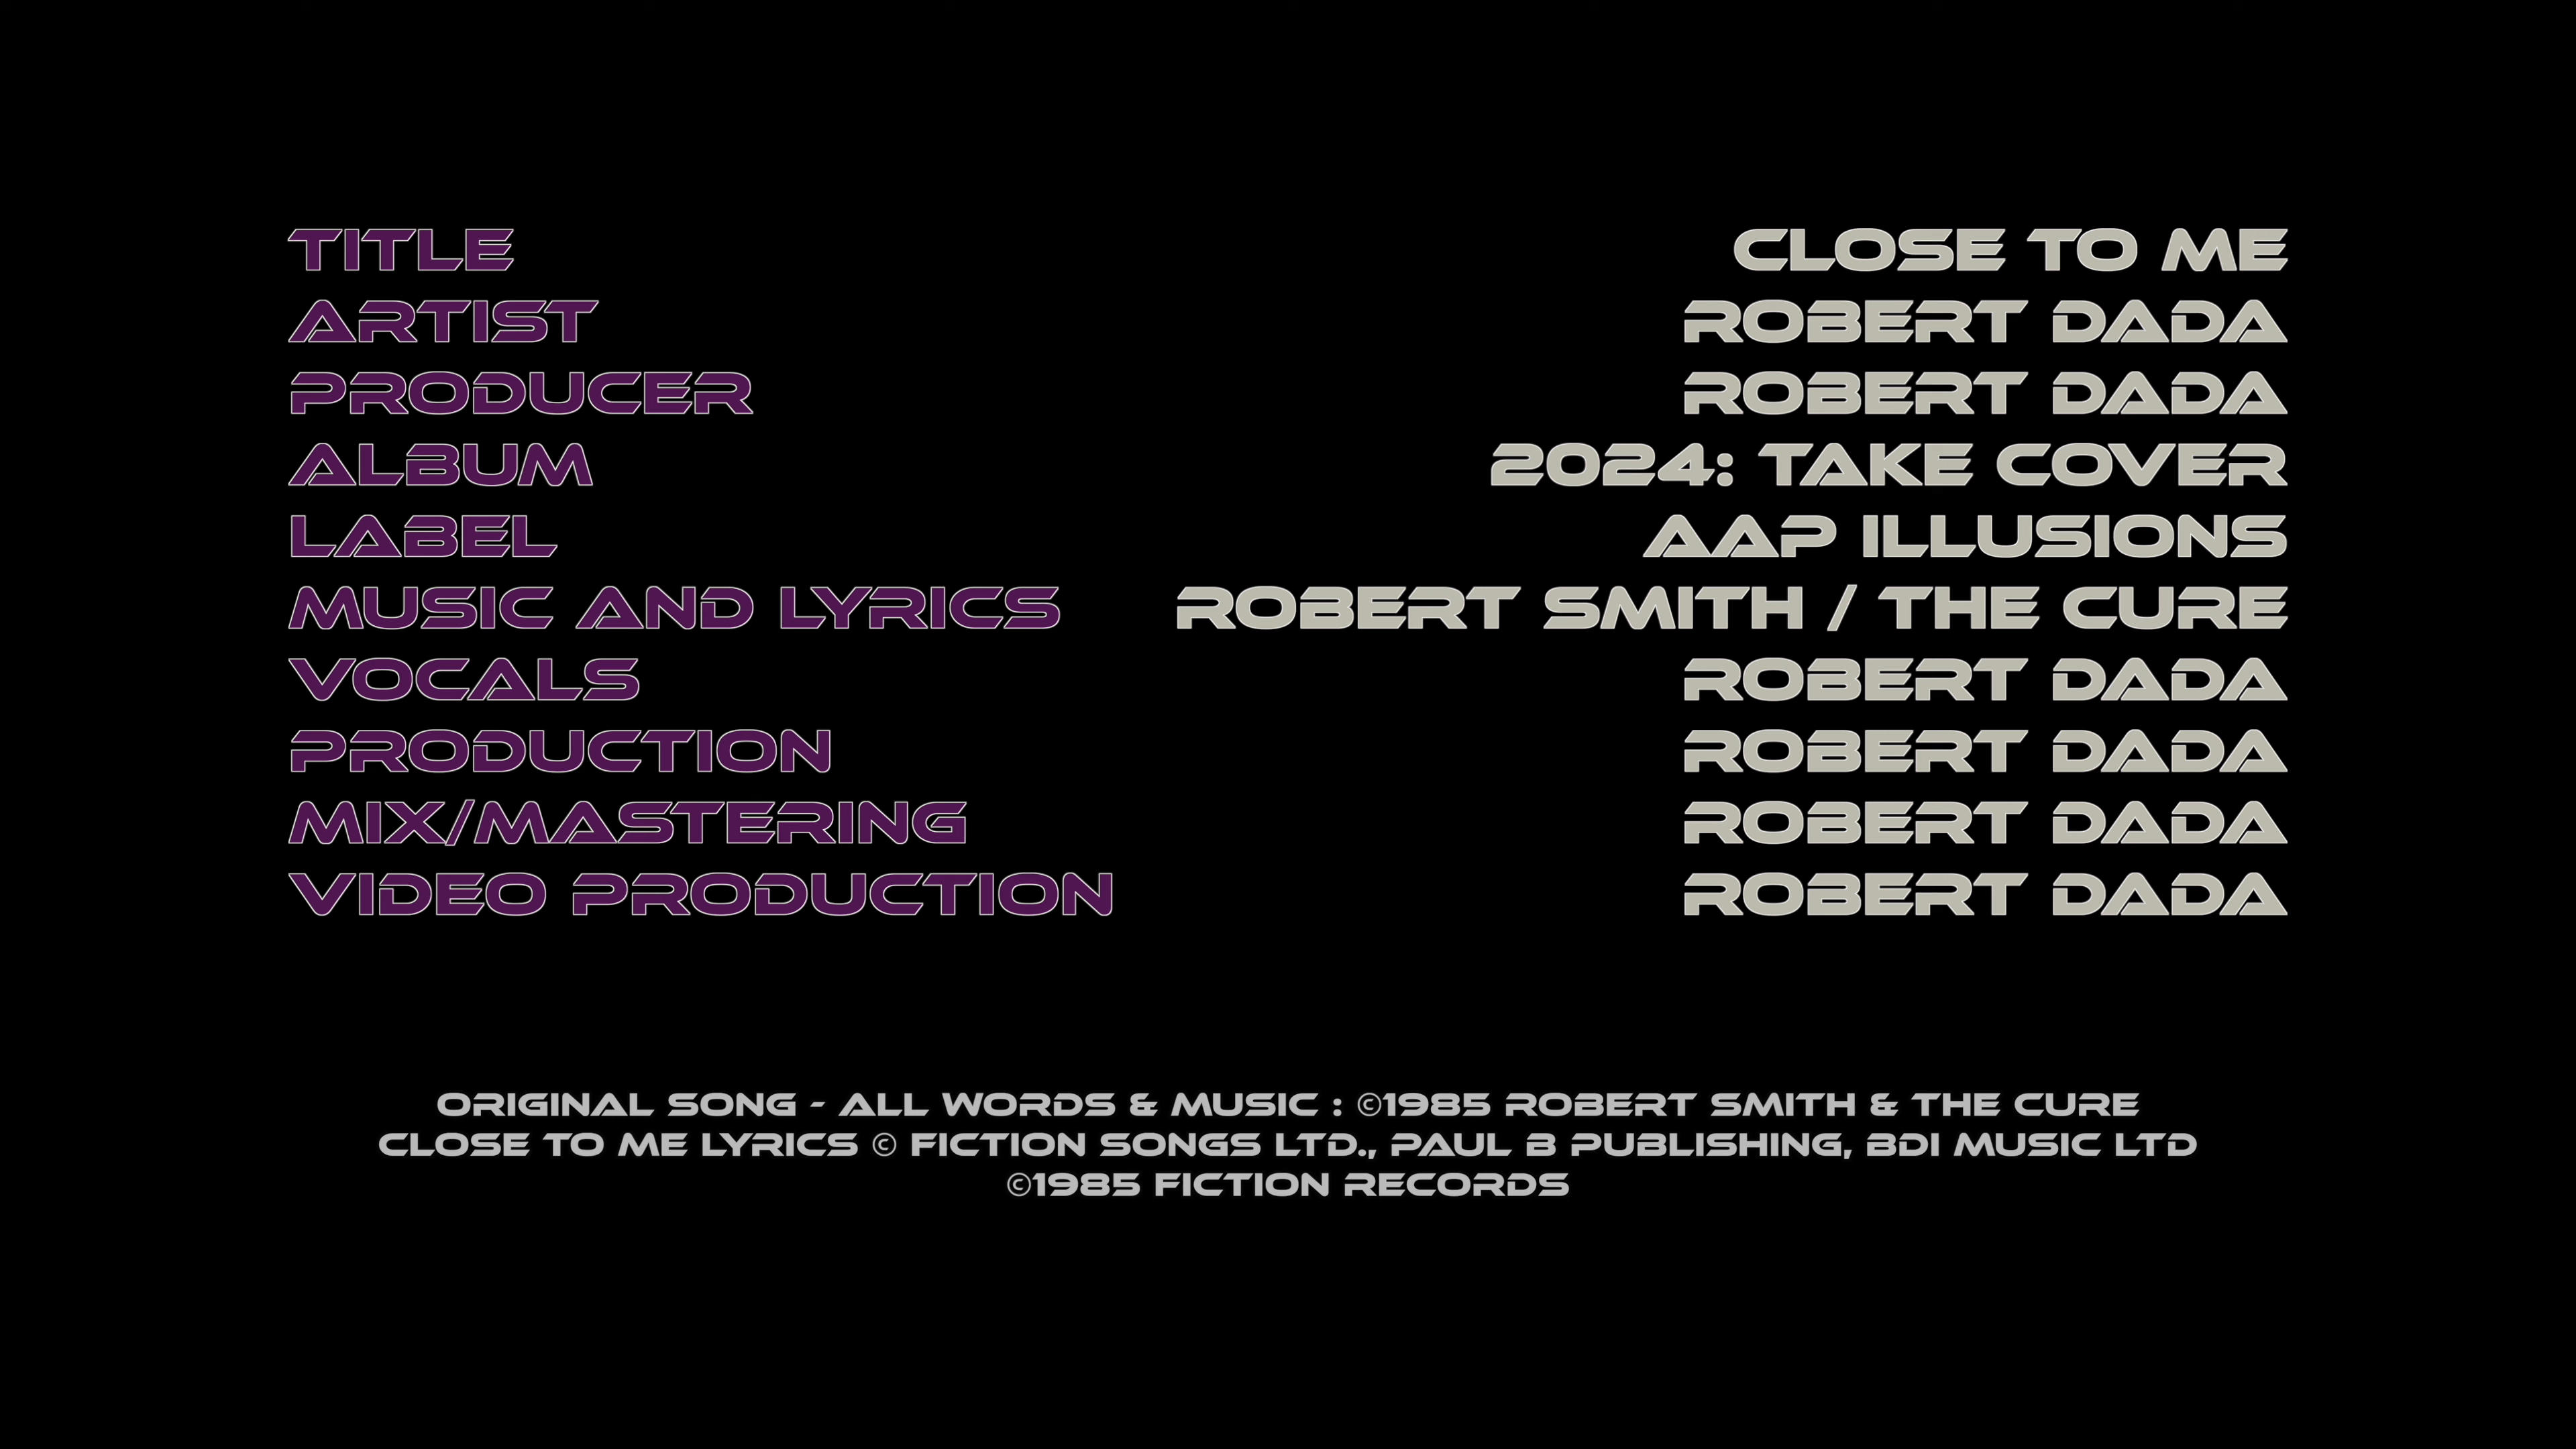 TITLE CLOSE TO ME
ARTIST ROBERT DADA
PRODUCER ROBERT DADA
ALBUM 2024: TAKE COVER
LABEL AAP ILLUSIONS
MUSIC AND LYRICS ROBERT SMITH / THE CURE
VOCALS ROBERT DADA
PRODUCTION ROBERT DADA
MIX/MASTERING ROBERT DADA
VIDEO PRODUCTION ROBERT DADA
ORIGINAL SONG - ALL WORDS & MUSIC : ©1985 ROBERT SMITH & THE CURE
CLOSE TO ME LYRICS © FICTION SONGS LTD., PAUL B PUBLISHING, BDI MUSIC LTD
©1985 FICTION RECORDS